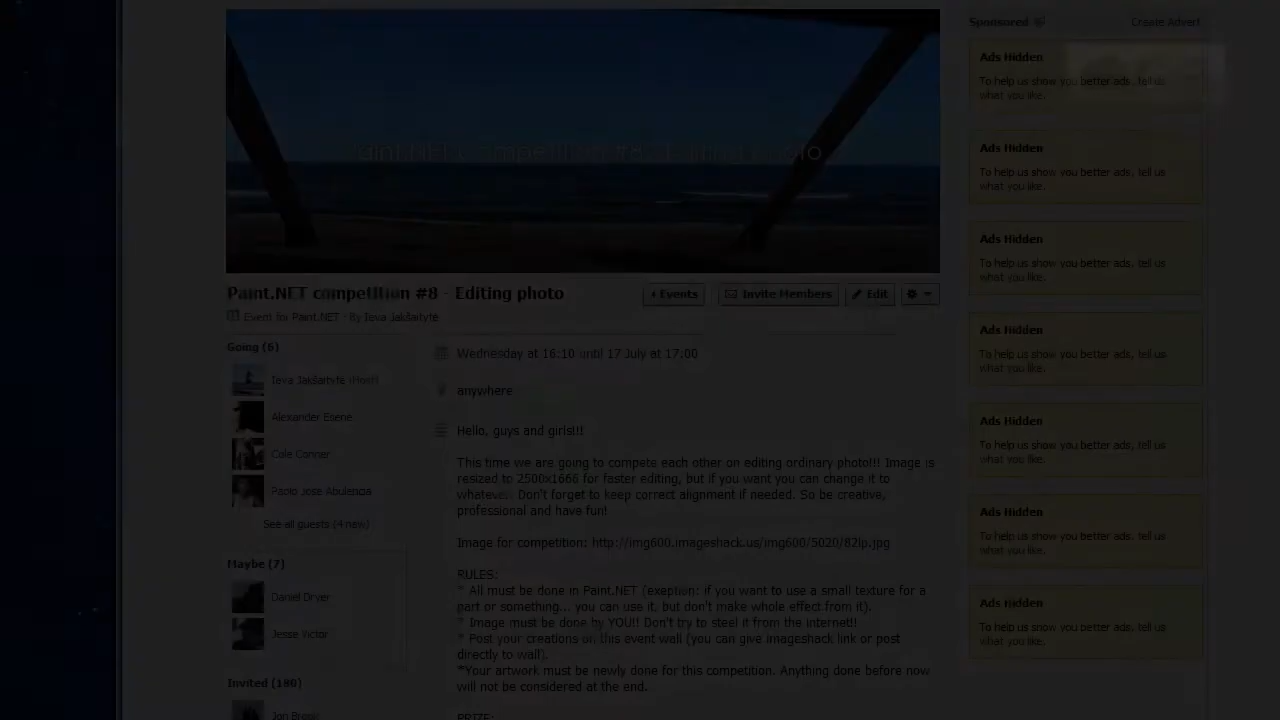 Sponsored
Create Advert
Paint.NET competition #8 - Editing photo
Paint.NET competition #8 - Editing photo
Events
Invite Members
Edit
Event for Paint.NET · By Ieva Jakšaitytė
Going (6)
Ieva Jakšaitytė (Host)
Alexander Esene
Cole Conner
Paolo Jose Abulencia
See all guests (4 new)
Maybe (7)
Daniel Dryer
Jesse Victor
Invited (180)
Jon Brook
Wednesday at 16:10 until 17 July at 17:00
anywhere
Hello, guys and girls!!!
This time we are going to compete each other on editing ordinary photo!!! Image is
resized to 2500x1666 for faster editing, but if you want you can change it to
whatever. Don't forget to keep correct alignment if needed. So be creative,
professional and have fun!
Image for competition: http://img600.imageshack.us/img600/5020/82lp.jpg
RULES:
* All must be done in Paint.NET (exeption: if you want to use a small texture for a
part or something... you can use it, but don't make whole effect from it).
* Image must be done by YOU!! Don't try to steel it from the internet!!
* Post your creations on this event wall (you can give imageshack link or post
directly to wall).
*Your artwork must be newly done for this competition. Anything done before now
will not be considered at the end.
PRIZE:
Ads Hidden
To help us show you better ads, tell us
what you like.
Ads Hidden
To help us show you better ads, tell us
what you like.
Ads Hidden
To help us show you better ads, tell us
what you like.
Ads Hidden
To help us show you better ads, tell us
what you like.
Ads Hidden
To help us show you better ads, tell us
what you like.
Ads Hidden
To help us show you better ads, tell us
what you like.
Ads Hidden
To help us show you better ads, tell us
what you like.